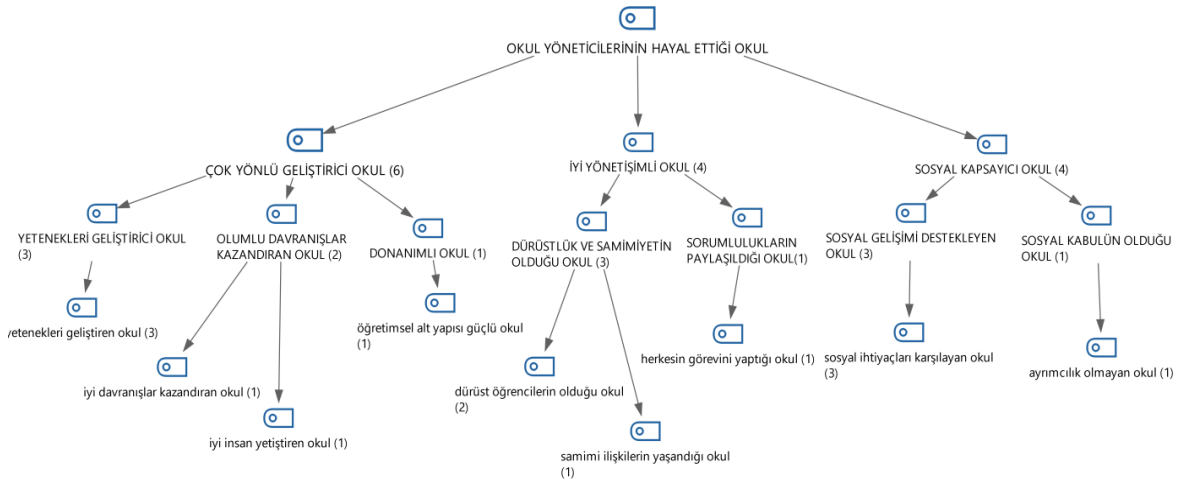 OKUL YÖNETİCİLERİNİN HAYAL ETTİĞİ OKUL
ÇOK YÖNLÜ GELİŞTİRİCİ OKUL (6)
İYİ YÖNETİŞİMLİ OKUL (4)
SOSYAL KAPSAYICI OKUL (4)
YETENEKLERİ GELİŞTİRİCİ OKUL
(3)
OLUMLU DAVRANIŞLAR
KAZANDIRAN OKUL (2)
DONANIMLI OKUL (1)
DÜRÜSTLÜK VE SAMİMİYETİN
OLDUĞU OKUL (3)
SORUMLULUKLARIN
PAYLAŞILDIĞI OKUL(1)
SOSYAL GELİŞİMİ DESTEKLEYEN
OKUL (3)
SOSYAL KABULÜN OLDUĞU
OKUL (1)
yetenekleri geliştiren okul (3)
öğretimsel alt yapısı güçlü okul
(1)
herkesin görevini yaptığı okul (1)
sosyal ihtiyaçları karşılayan okul
(3)
ayrımcılık olmayan okul (1)
iyi davranışlar kazandıran okul (1)
dürüst öğrencilerin olduğu okul
(2)
iyi insan yetiştiren okul (1)
samimi ilişkilerin yaşandığı okul
(1)